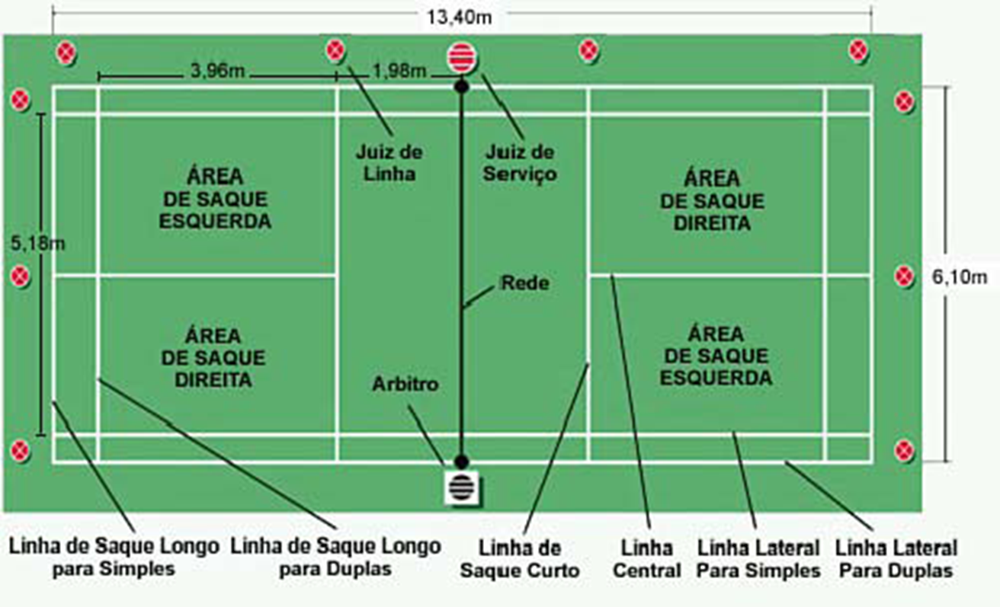 13,40m
3,96m
1,98m
Juiz de
Linha
Juiz de
Serviço
ÁREA
DE SAQUE
ESQUERDA
ÁREA
DE SAQUE
DIREITA
5,18m
6,10m
Rede
ÁREA
DE SAQUE
DIREITA
ÁREA
DE SAQUE
ESQUERDA
Arbitro
Linha de Saque Longo
para Simples
Linha de Saque Longo
para Duplas
Linha de
Saque Curto
Linha
Central
Linha Lateral
Para Simples
Linha Lateral
Para Duplas